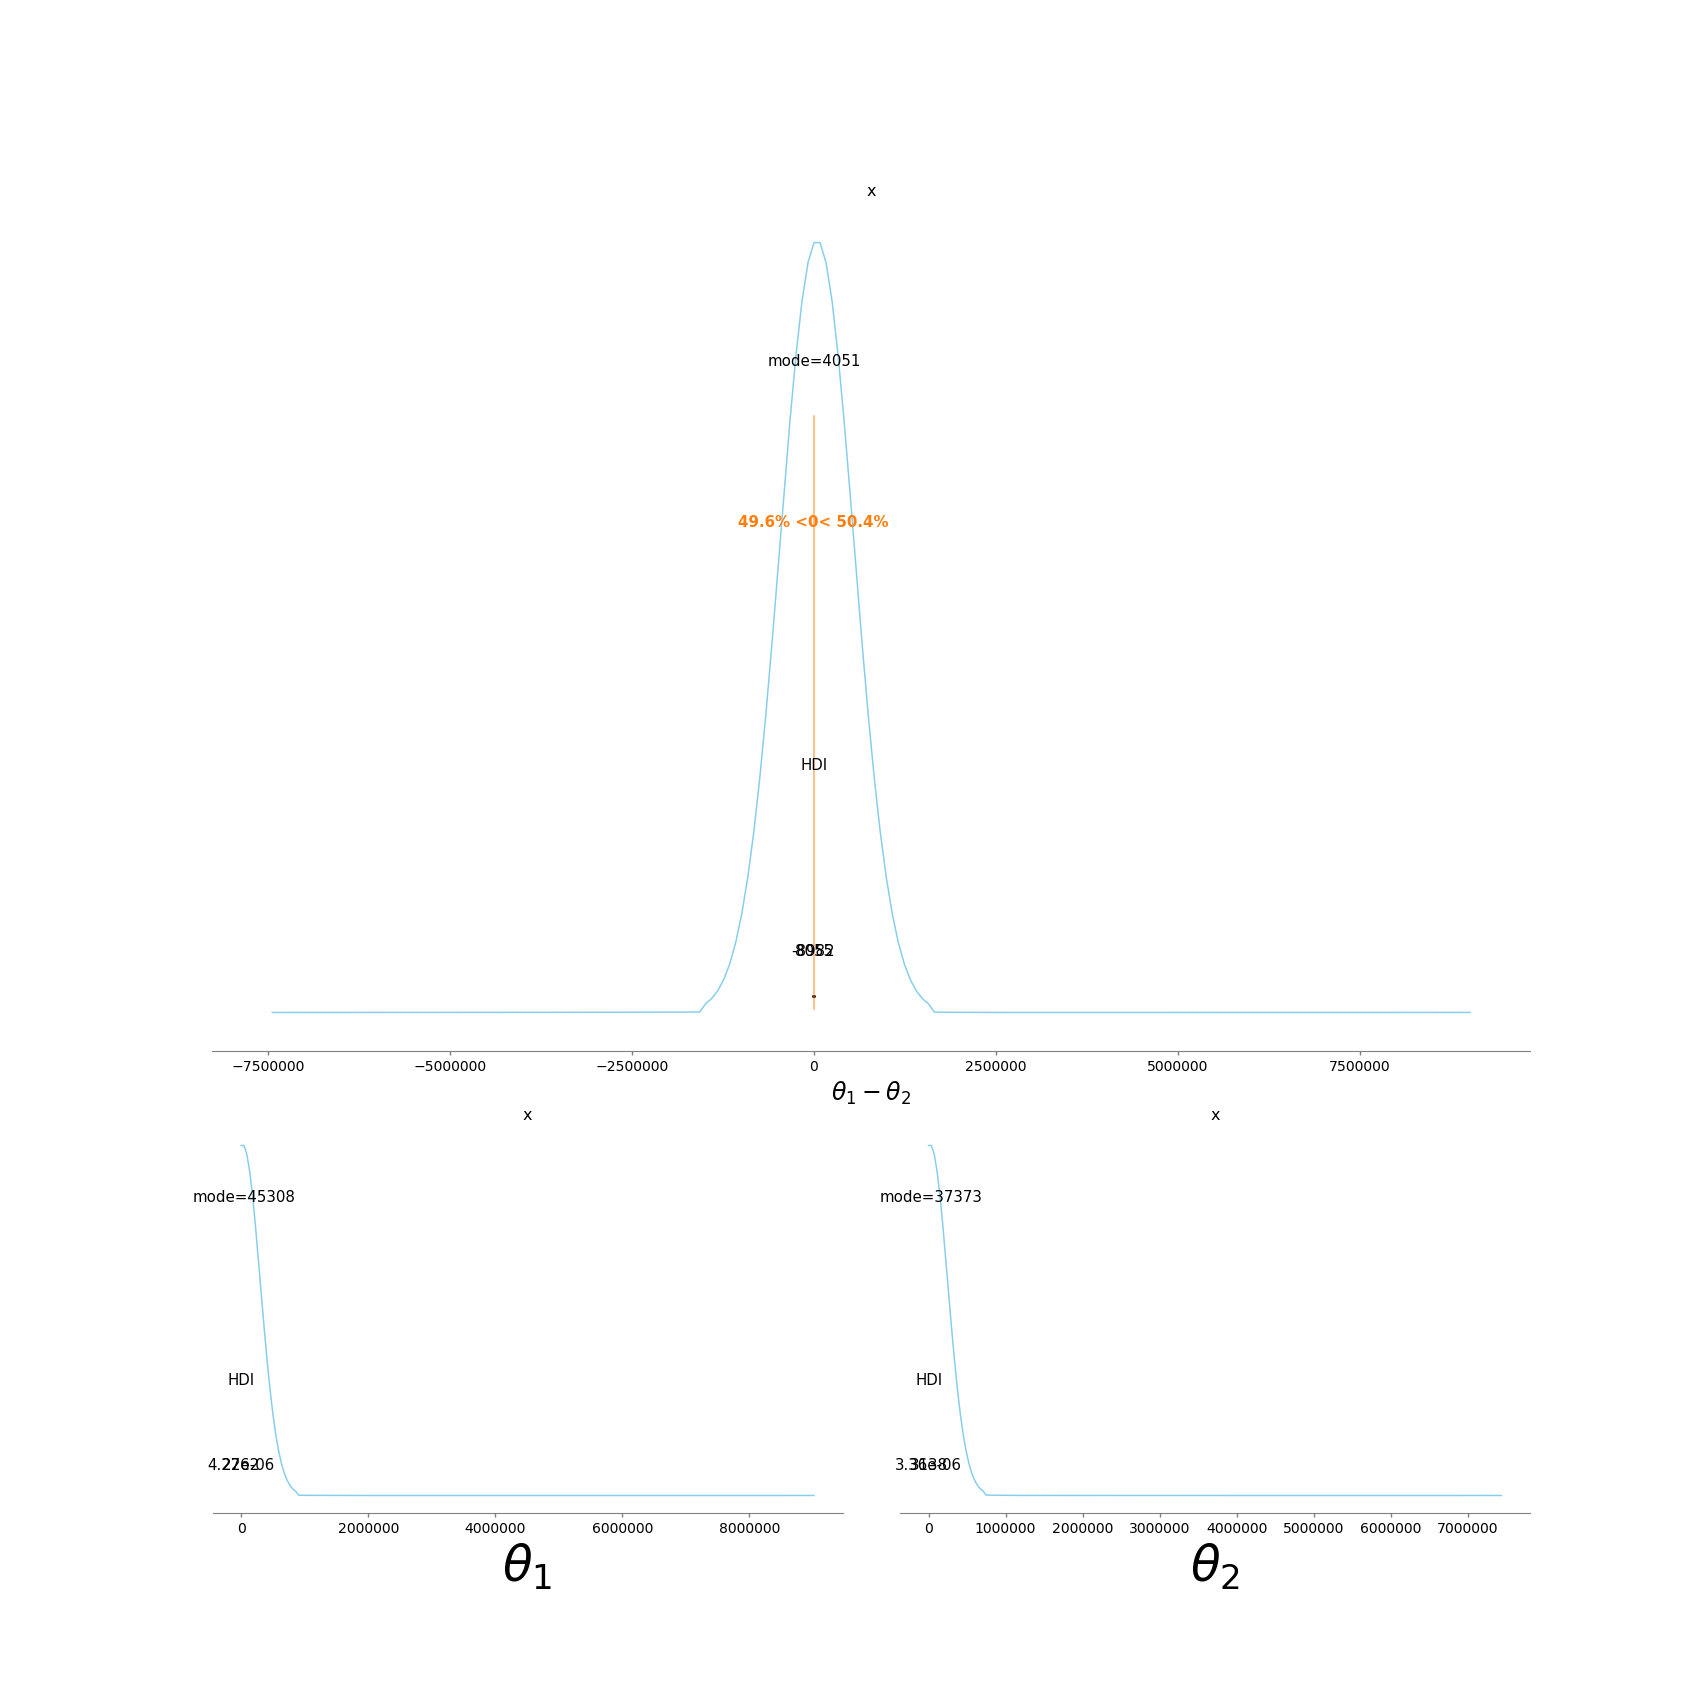 x
mode=4051
49.6% <0< 50.4%
HDI
−7500000 −5000000 −2500000 0 2500000 5000000 7500000
θ₁ − θ₂
x x
mode=45308 mode=37373
HDI HDI
0 2000000 4000000 6000000 8000000 0 1000000 2000000 3000000 4000000 5000000 6000000 7000000
θ₁ θ₂